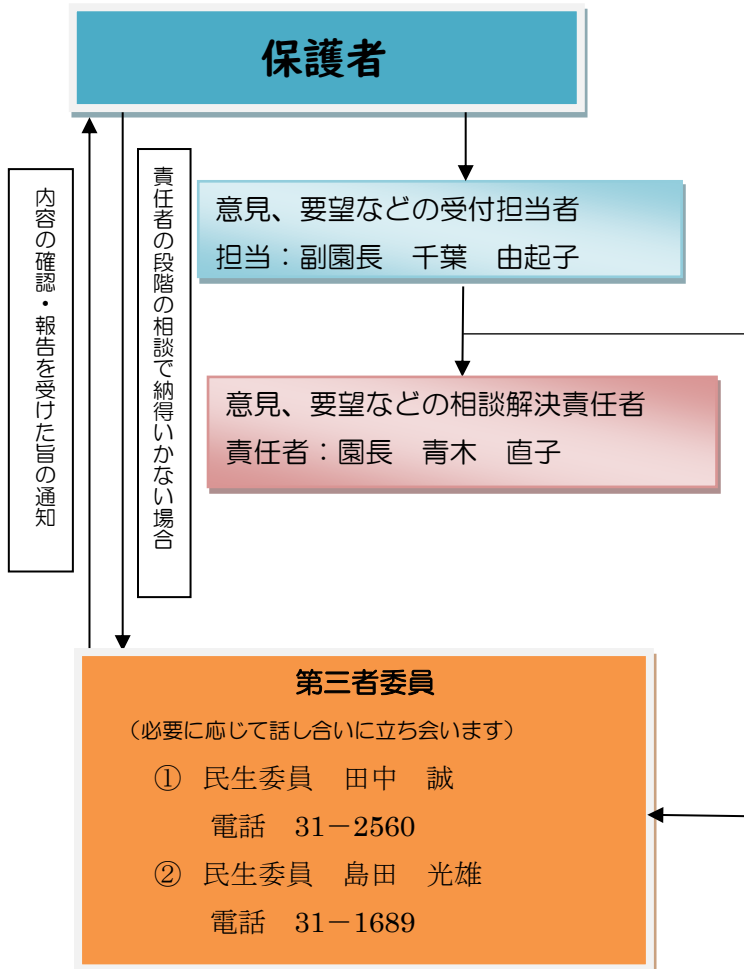 保護者
内容の確認・報告を受けた旨の通知
責任者の段階の相談で納得いかない場合
意見、要望などの受付担当者
担当：副園長　千葉　由起子
意見、要望などの相談解決責任者
責任者：園長　青木　直子
第三者委員
（必要に応じて話し合いに立ち会います）
① 民生委員　田中　誠
電話　31－2560
② 民生委員　島田　光雄
電話　31－1689